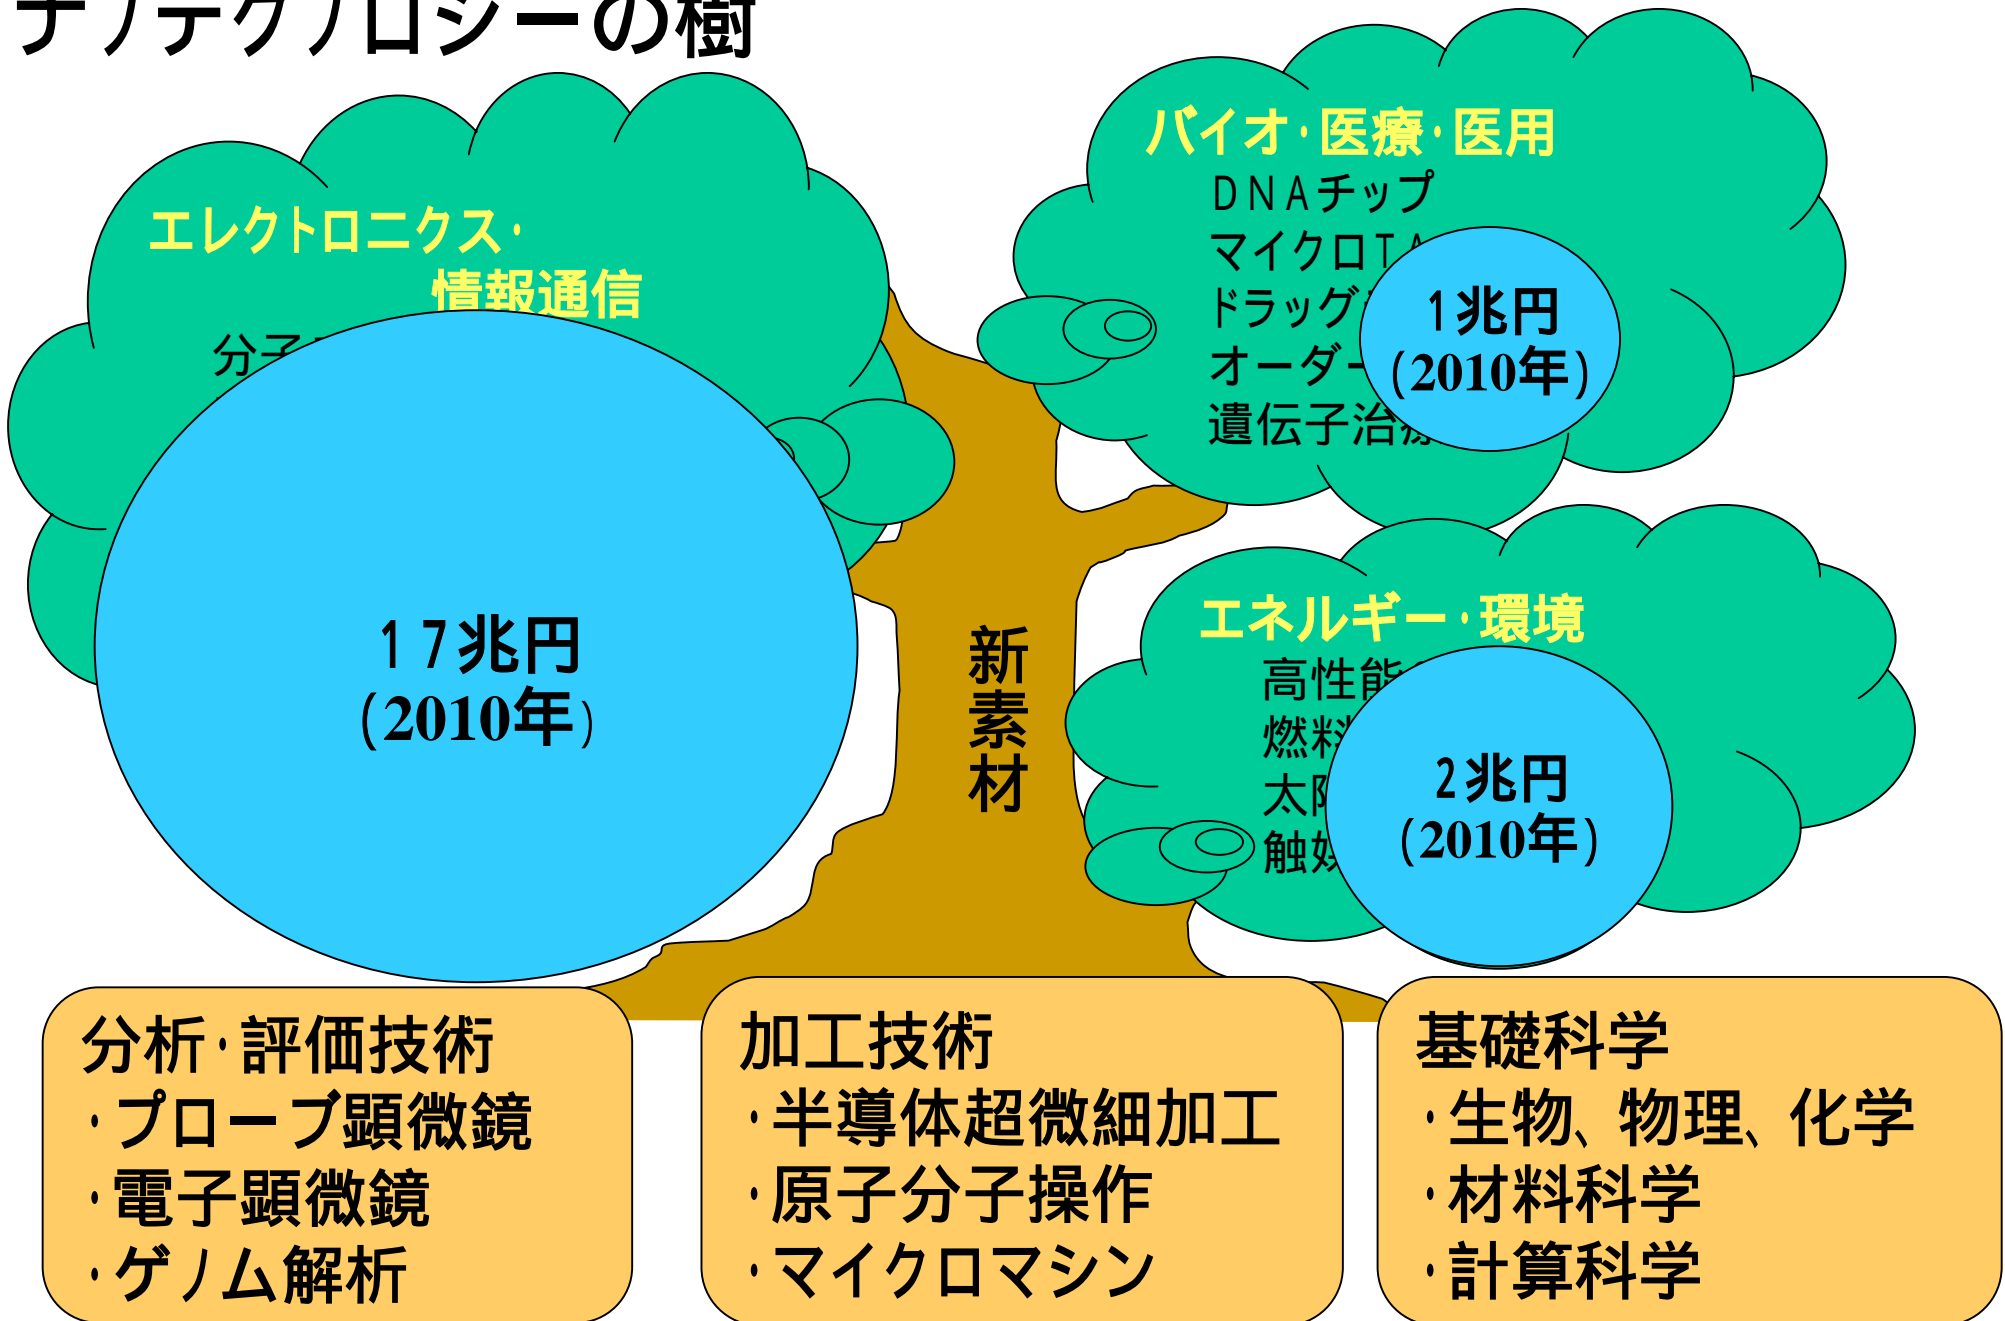 ナノテクノロジーの樹
エレクトロニクス・
情報通信
分子
17兆円
(2010年)
バイオ・医療・医用
DNAチップ
マイクロTA
ドラッグ
オーダー
遺伝子治療
1兆円
(2010年)
新素材
エネルギー・環境
高性能
燃料
太陽
触媒
2兆円
(2010年)
分析・評価技術
・プローブ顕微鏡
・電子顕微鏡
・ゲノム解析
加工技術
・半導体超微細加工
・原子分子操作
・マイクロマシン
基礎科学
・生物、物理、化学
・材料科学
・計算科学